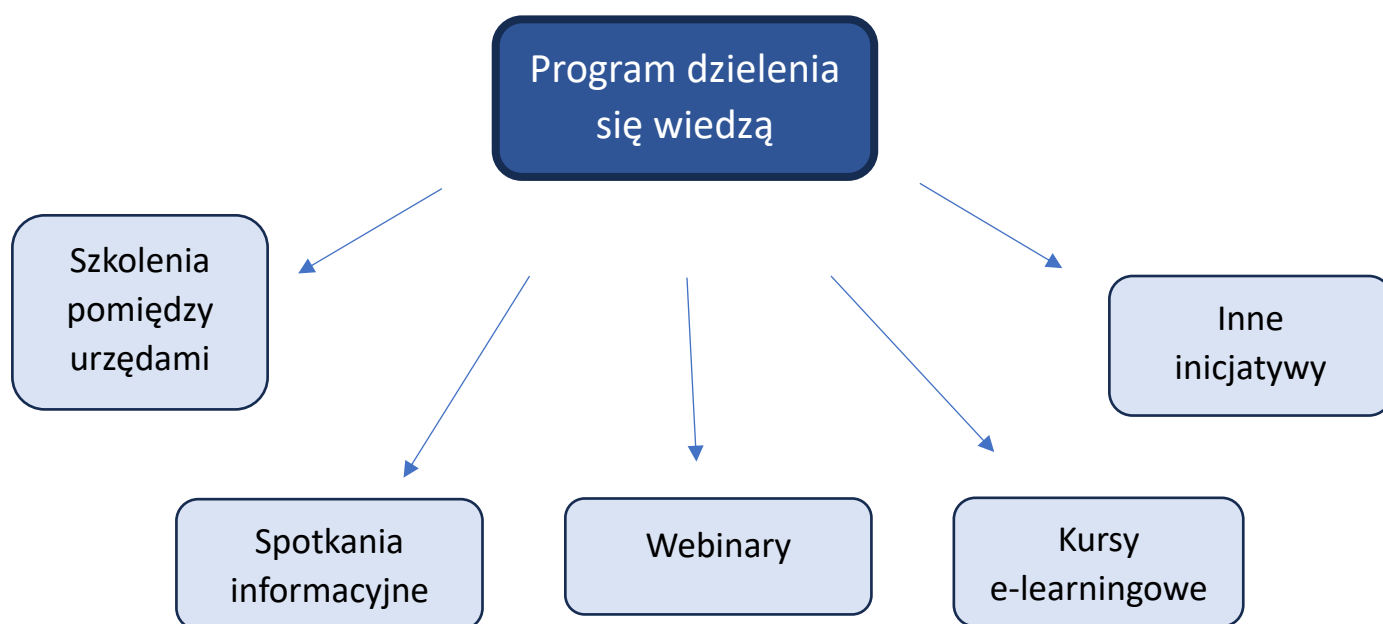 Program dzielenia
się wiedzą
Szkolenia
pomiędzy
urzędami
Inne
inicjatywy
Spotkania
informacyjne
Webinary
Kursy
e-learningowe